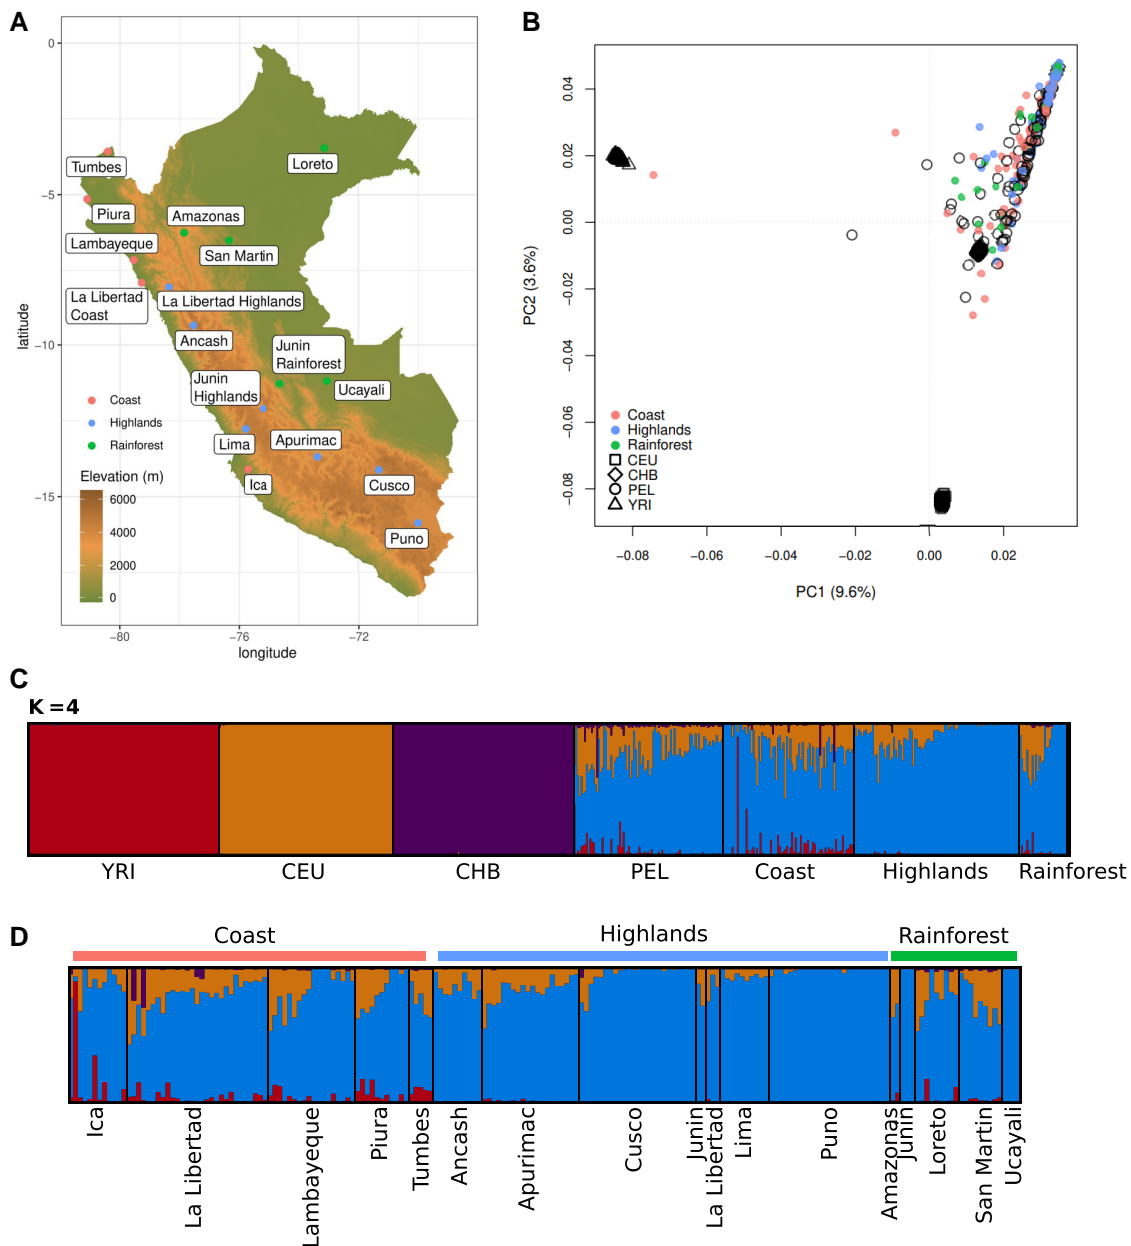 A
0
−5
−10
−15
latitude
−80
−76
−72
longitude
Tumbes
Piura
Lambayeque
La Libertad
Coast
Amazonas
San Martin
Loreto
La Libertad Highlands
Ancash
Junin
Rainforest
Junin
Highlands
Ucayali
Lima
Apurimac
Ica
Cusco
Puno
Coast
Highlands
Rainforest
Elevation (m)
6000
4000
2000
0
B
0.04
0.02
0.00
−0.02
−0.04
−0.06
−0.08
PC2 (3.6%)
Coast
Highlands
Rainforest
CEU
CHB
PEL
YRI
−0.08
−0.06
−0.04
−0.02
0.00
0.02
PC1 (9.6%)
C
K =4
YRI
CEU
CHB
PEL
Coast
Highlands
Rainforest
D
Coast
Highlands
Rainforest
Ica
La Libertad
Lambayeque
Piura
Tumbes
Ancash
Apurimac
Cusco
Junin
La Libertad
Lima
Puno
Amazonas
Junin
Loreto
San Martin
Ucayali